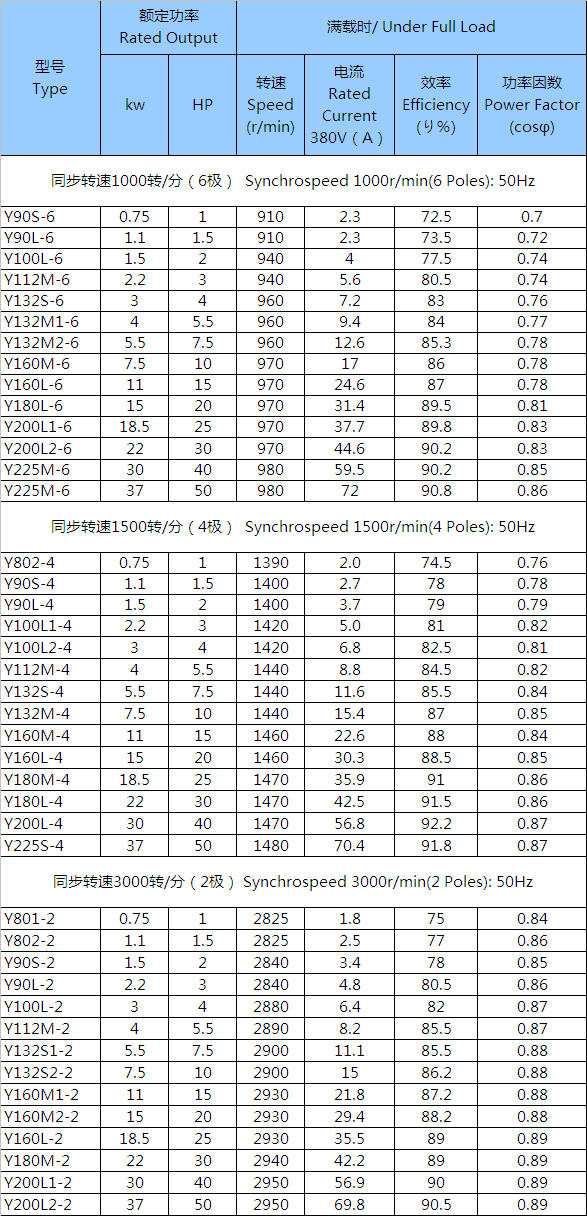 型号
Type
额定功率
Rated Output
满载时/ Under Full Load
kw
HP
转速
Speed
(r/min)
电流
Rated
Current
380V（A）
效率
Efficiency
(り%)
功率因数
Power Factor
(cosφ)
同步转速1000转/分（6极） Synchrospeed 1000r/min(6 Poles): 50Hz
Y90S-6 0.75 1 910 2.3 72.5 0.7
Y90L-6 1.1 1.5 910 2.3 73.5 0.72
Y100L-6 1.5 2 940 4 77.5 0.74
Y112M-6 2.2 3 940 5.6 80.5 0.74
Y132S-6 3 4 960 7.2 83 0.76
Y132M1-6 4 5.5 960 9.4 84 0.77
Y132M2-6 5.5 7.5 960 12.6 85.3 0.78
Y160M-6 7.5 10 970 17 86 0.78
Y160L-6 11 15 970 24.6 87 0.78
Y180L-6 15 20 970 31.4 89.5 0.81
Y200L1-6 18.5 25 970 37.7 89.8 0.83
Y200L2-6 22 30 970 44.6 90.2 0.83
Y225M-6 30 40 980 59.5 90.2 0.85
Y225M-6 37 50 980 72 90.8 0.86
同步转速1500转/分（4极） Synchrospeed 1500r/min(4 Poles): 50Hz
Y802-4 0.75 1 1390 2.0 74.5 0.76
Y90S-4 1.1 1.5 1400 2.7 78 0.78
Y90L-4 1.5 2 1400 3.7 79 0.79
Y100L1-4 2.2 3 1420 5.0 81 0.82
Y100L2-4 3 4 1420 6.8 82.5 0.81
Y112M-4 4 5.5 1440 8.8 84.5 0.82
Y132S-4 5.5 7.5 1440 11.6 85.5 0.84
Y132M-4 7.5 10 1440 15.4 87 0.85
Y160M-4 11 15 1460 22.6 88 0.84
Y160L-4 15 20 1460 30.3 88.5 0.85
Y180M-4 18.5 25 1470 35.9 91 0.86
Y180L-4 22 30 1470 42.5 91.5 0.86
Y200L-4 30 40 1470 56.8 92.2 0.87
Y225S-4 37 50 1480 70.4 91.8 0.87
同步转速3000转/分（2极） Synchrospeed 3000r/min(2 Poles): 50Hz
Y801-2 0.75 1 2825 1.8 75 0.84
Y802-2 1.1 1.5 2825 2.5 77 0.86
Y90S-2 1.5 2 2840 3.4 78 0.85
Y90L-2 2.2 3 2840 4.8 80.5 0.86
Y100L-2 3 4 2880 6.4 82 0.87
Y112M-2 4 5.5 2890 8.2 85.5 0.87
Y132S1-2 5.5 7.5 2900 11.1 85.5 0.88
Y132S2-2 7.5 10 2900 15 86.2 0.88
Y160M1-2 11 15 2930 21.8 87.2 0.88
Y160M2-2 15 20 2930 29.4 88.2 0.88
Y160L-2 18.5 25 2930 35.5 89 0.89
Y180M-2 22 30 2940 42.2 89 0.89
Y200L1-2 30 40 2950 56.9 90 0.89
Y200L2-2 37 50 2950 69.8 90.5 0.89